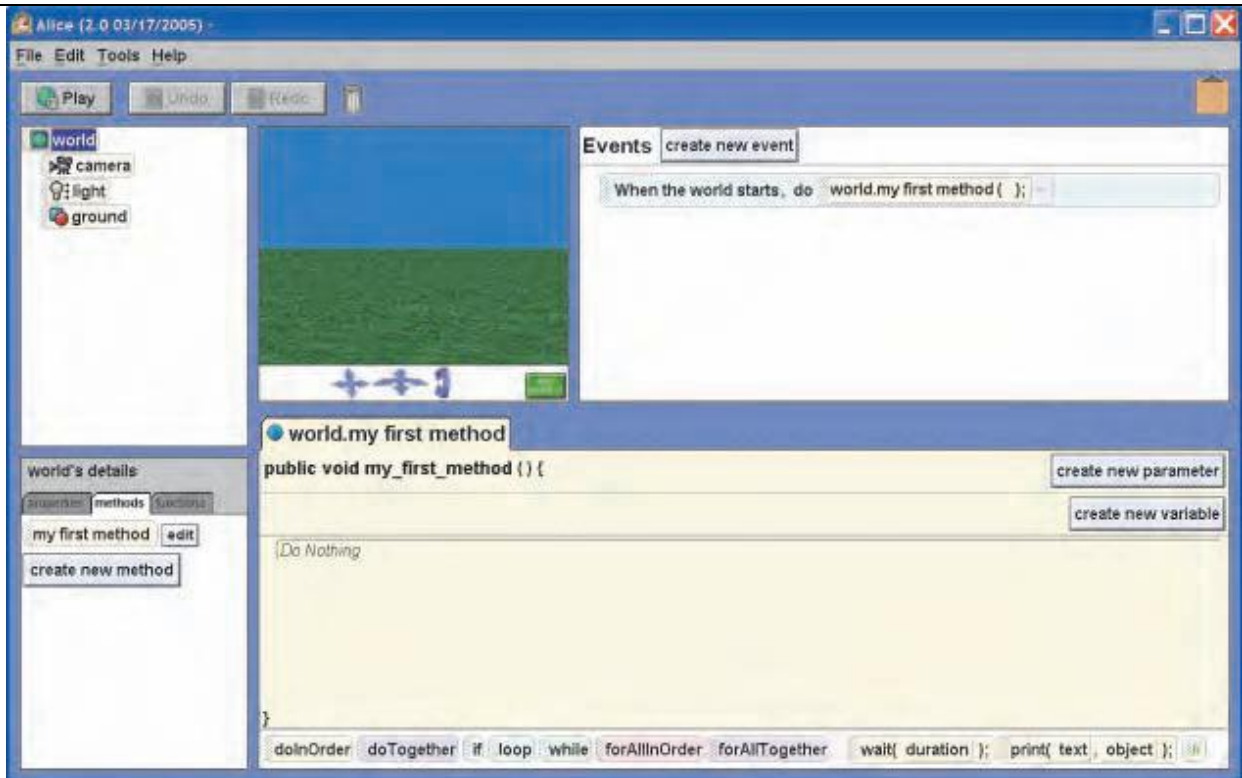 Alice (2.0 03/17/2005) -
File Edit Tools Help
Play Undo Redo
world
camera
light
ground
Events create new event
When the world starts, do world.my first method ( );
world's details
properties methods functions
my first method edit
create new method
world.my first method
public void my_first_method () {
create new parameter
create new variable
(Do Nothing
}
doInOrder doTogether if loop while forAllInOrder forAllTogether wait( duration ); print( text , object ); //